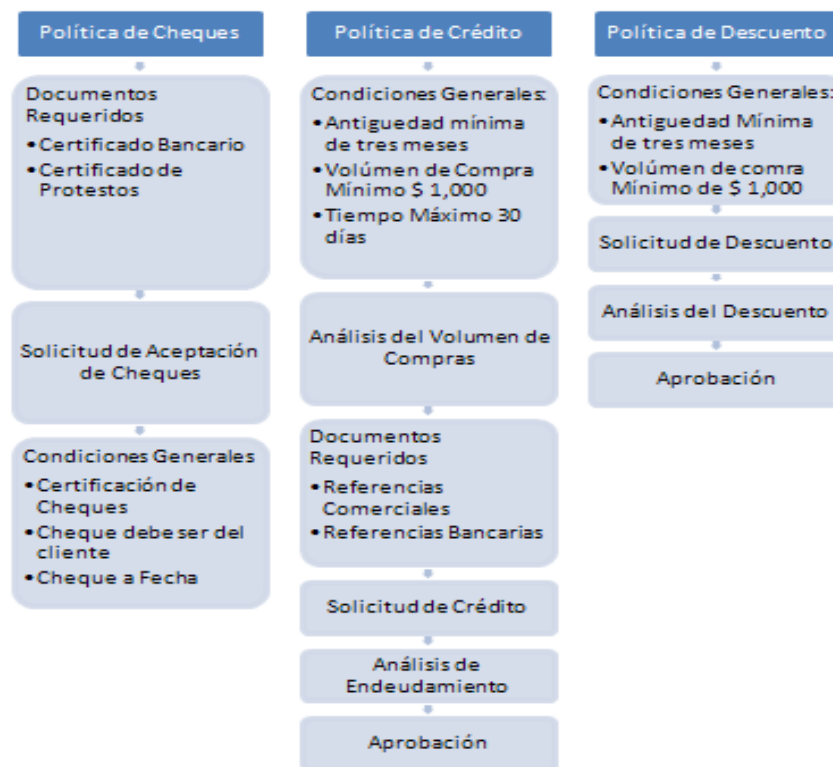 Política de Cheques
Documentos
Requeridos
•Certificado Bancario
•Certificado de
Protestos
Solicitud de Aceptación
de Cheques
Condiciones Generales
•Certificación de
Cheques
•Cheque debe ser del
cliente
•Cheque a Fecha
Política de Crédito
Condiciones Generales:
•Antiguedad mínima
de tres meses
•Volúmen de Compra
Mínimo $ 1,000
•Tiempo Máximo 30
días
Análisis del Volumen de
Compras
Documentos
Requeridos
•Referencias
Comerciales
•Referencias Bancarias
Solicitud de Crédito
Análisis de
Endeudamiento
Aprobación
Política de Descuento
Condiciones Generales:
•Antiguedad Mínima
de tres meses
•Volúmen de comra
Mínimo de $ 1,000
Solicitud de Descuento
Análisis del Descuento
Aprobación